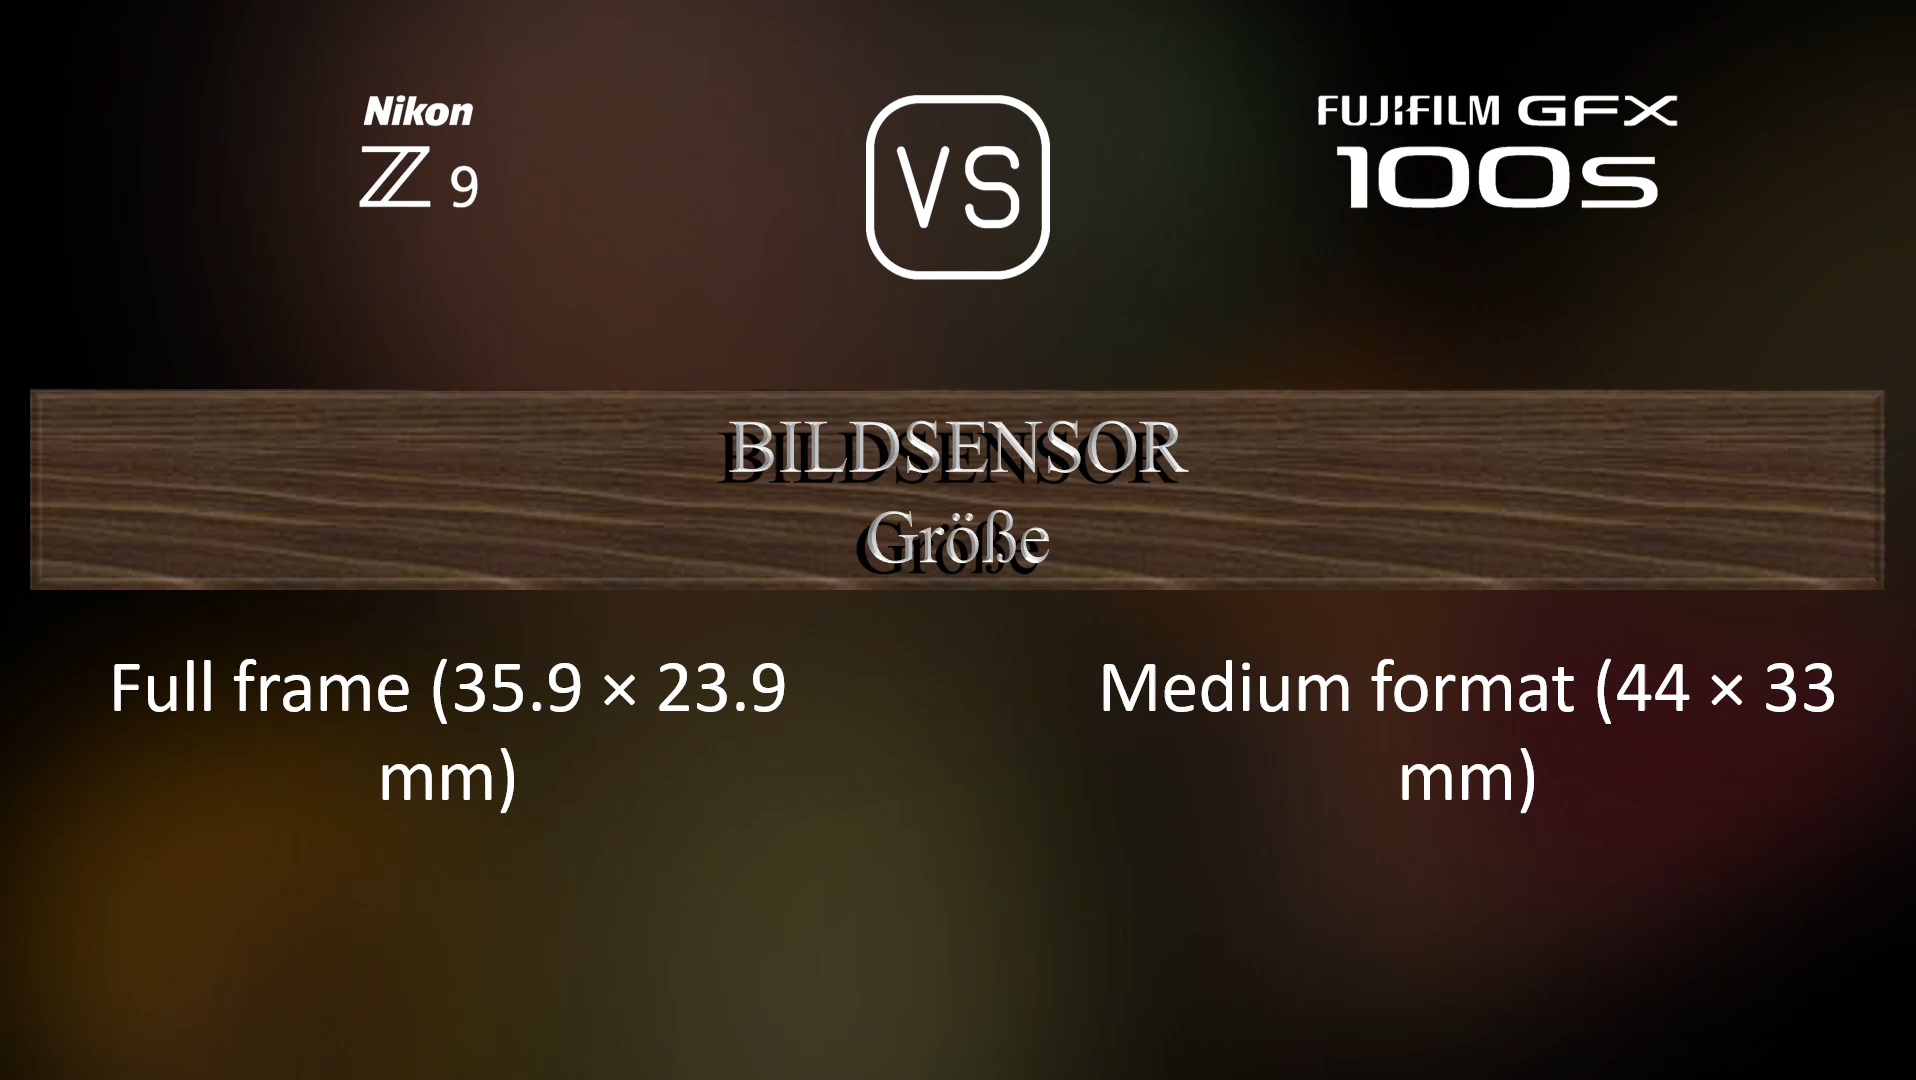 Nikon
Z 9
VS
FUJIFILM GFX
100S
BILDSENSOR
Größe
Full frame (35.9 × 23.9
mm)
Medium format (44 × 33
mm)